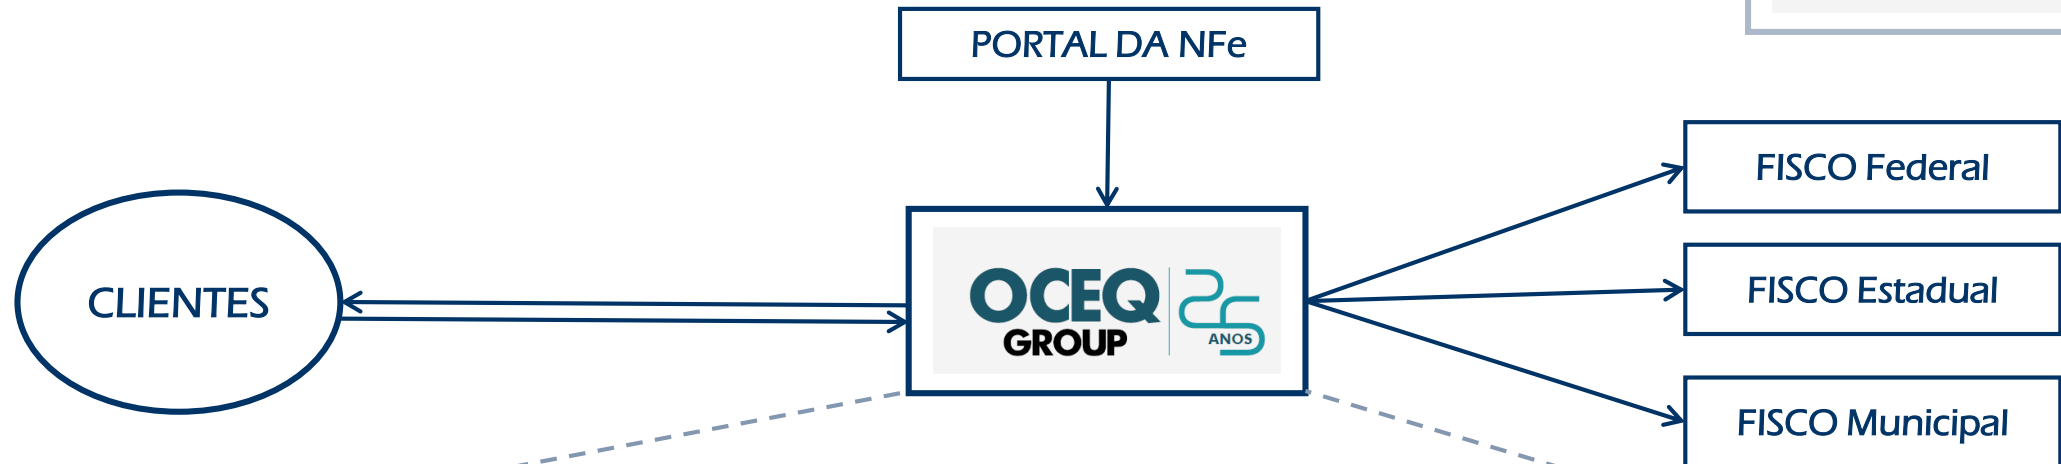 PORTAL DA NFe
FISCO Federal
CLIENTES
OCEQ
GROUP
25
ANOS
FISCO Estadual
FISCO Municipal